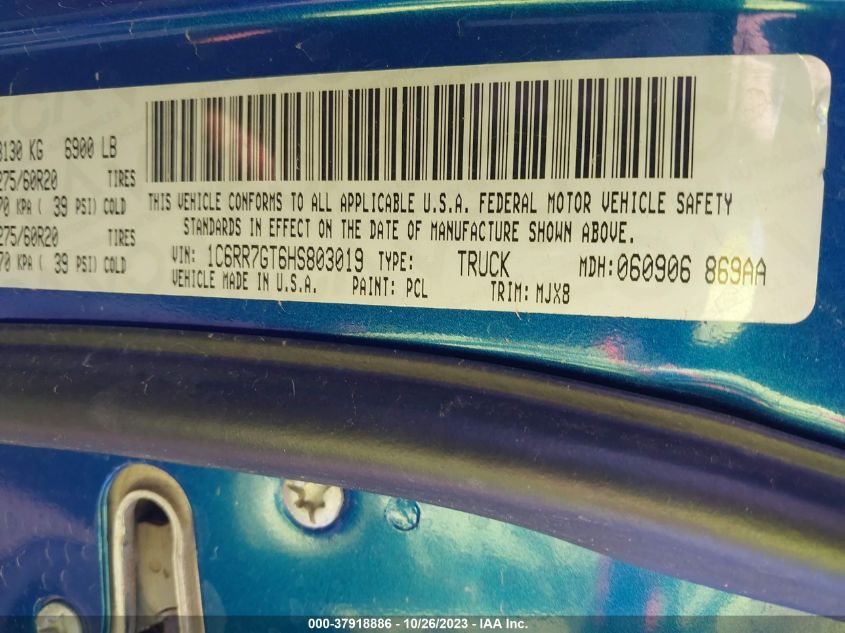 3130 KG 6900 LB
275/60R20 TIRES
70 KPA ( 39 PSI) COLD
275/60R20 TIRES
70 KPA ( 39 PSI) COLD
THIS VEHICLE CONFORMS TO ALL APPLICABLE U.S.A. FEDERAL MOTOR VEHICLE SAFETY
STANDARDS IN EFFECT ON THE DATE OF MANUFACTURE SHOWN ABOVE.
VIN: 1C6RR7GT6HS803019 TYPE: TRUCK MDH: 060906 869AA
VEHICLE MADE IN U.S.A. PAINT: PCL TRIM: MJX8
000-37918886 - 10/26/2023 - IAA Inc.